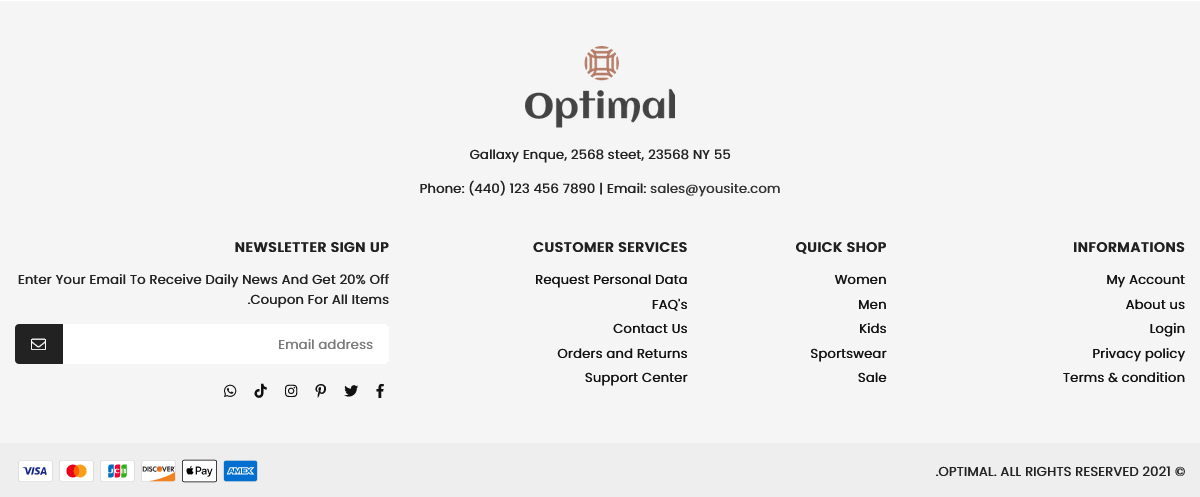 Optimal
Gallaxy Enque, 2568 steet, 23568 NY 55
Phone: (440) 123 456 7890 | Email: sales@yousite.com
INFORMATIONS
My Account
About us
Login
Privacy policy
Terms & condition
QUICK SHOP
Women
Men
Kids
Sportswear
Sale
CUSTOMER SERVICES
Request Personal Data
FAQ's
Contact Us
Orders and Returns
Support Center
NEWSLETTER SIGN UP
Enter Your Email To Receive Daily News And Get 20% Off
.Coupon For All Items
Email address
.OPTIMAL. ALL RIGHTS RESERVED 2021 ©
VISA
JCB
DISCOVER
Pay
AMEX